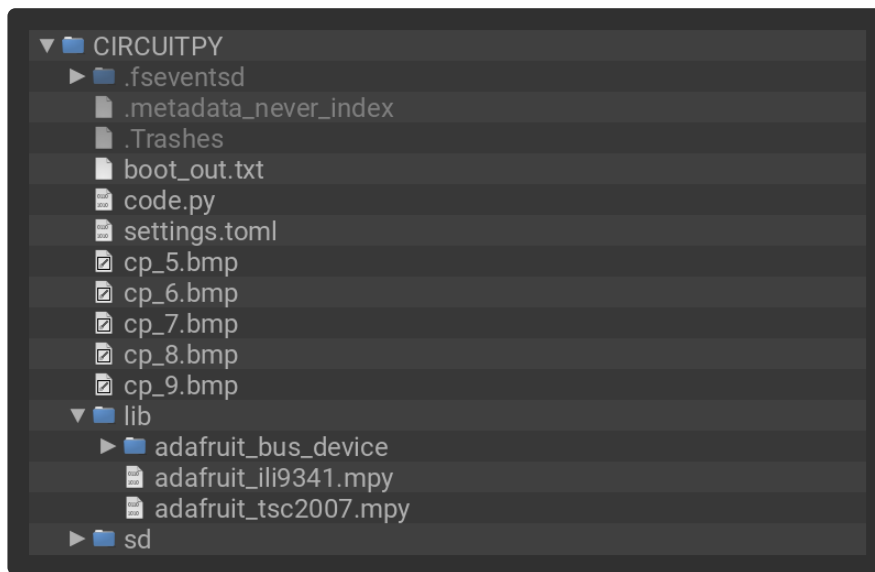 CIRCUITPY
.fseventsd
.metadata_never_index
.Trashes
boot_out.txt
code.py
settings.toml
cp_5.bmp
cp_6.bmp
cp_7.bmp
cp_8.bmp
cp_9.bmp
lib
adafruit_bus_device
adafruit_ili9341.mpy
adafruit_tsc2007.mpy
sd